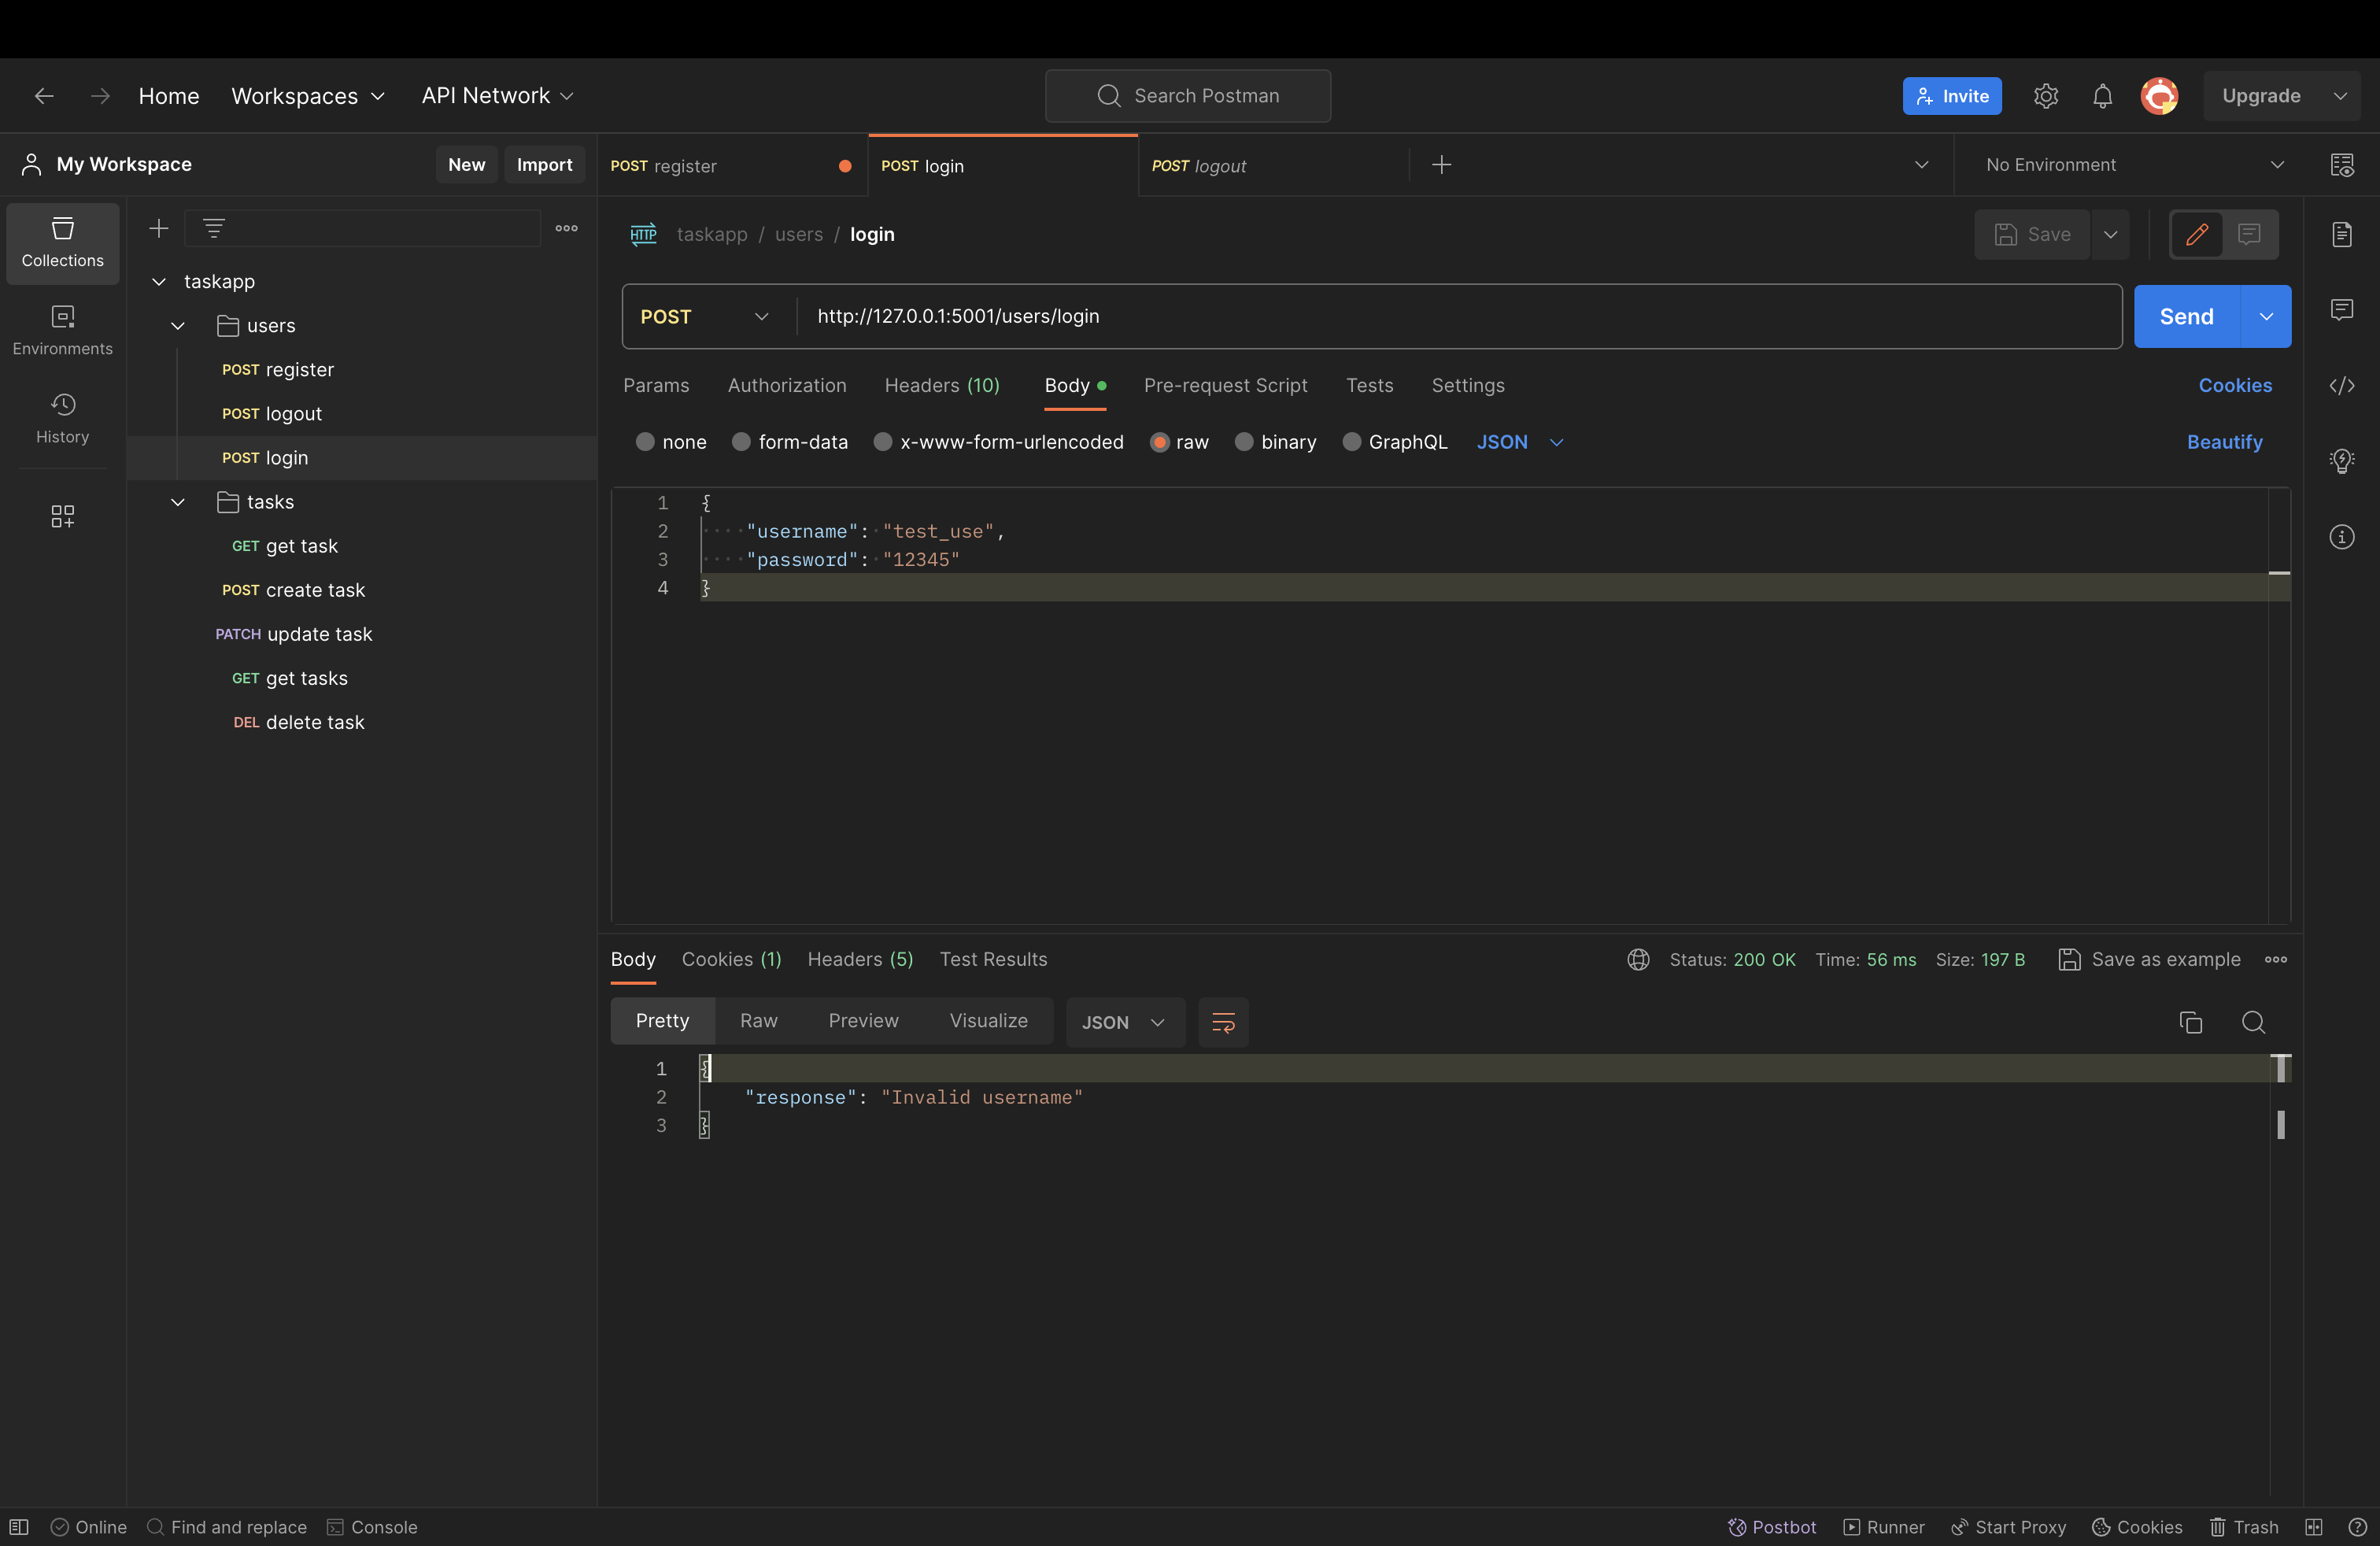 Home Workspaces API Network Search Postman Invite Upgrade
My Workspace New Import POST register POST login POST logout No Environment
Collections
Environments
History
taskapp
users
POST register
POST logout
POST login
tasks
GET get task
POST create task
PATCH update task
GET get tasks
DEL delete task
HTTP taskapp / users / login Save
POST http://127.0.0.1:5001/users/login Send
Params Authorization Headers (10) Body Pre-request Script Tests Settings Cookies
none form-data x-www-form-urlencoded raw binary GraphQL JSON Beautify
1 {
2 "username": "test_use",
3 "password": "12345"
4 }
Body Cookies (1) Headers (5) Test Results Status: 200 OK Time: 56 ms Size: 197 B Save as example
Pretty Raw Preview Visualize JSON
1 {
2 "response": "Invalid username"
3 }
Online Find and replace Console Postbot Runner Start Proxy Cookies Trash